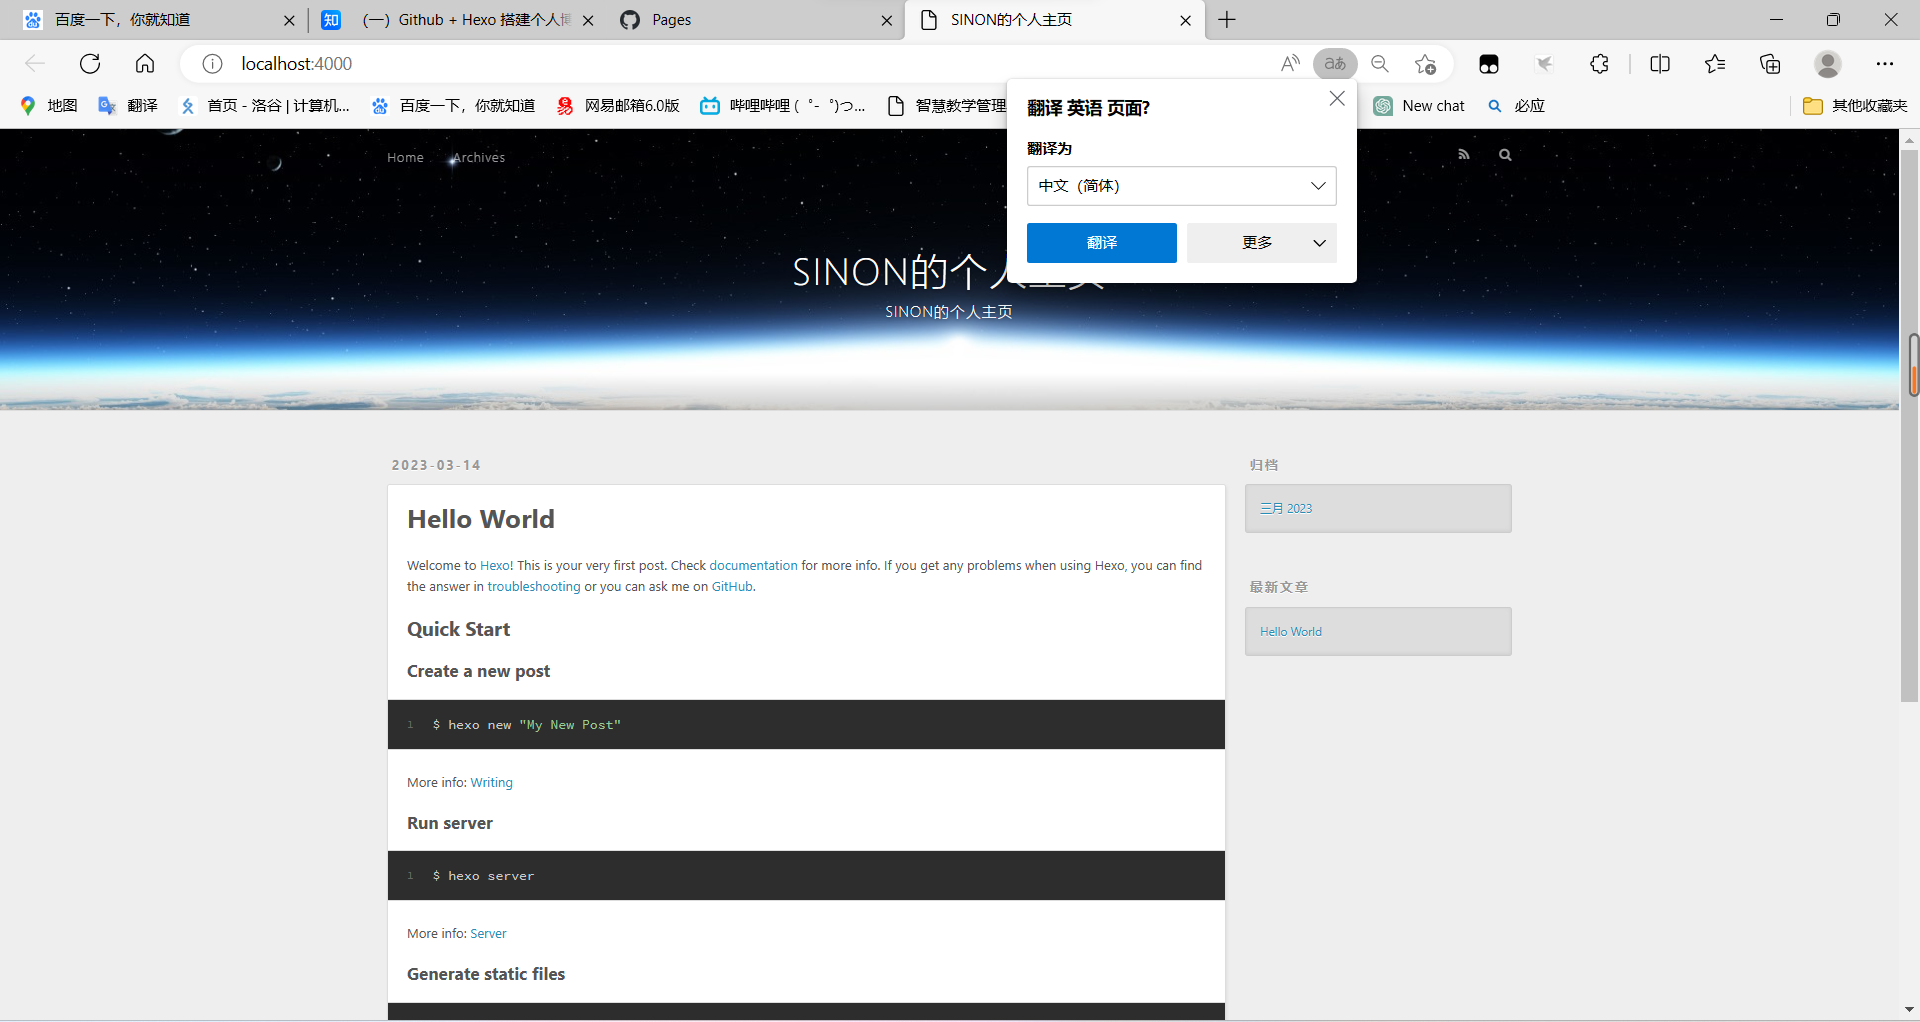 百度一下，你就知道
（一）Github + Hexo 搭建个人博
Pages
SINON的个人主页
localhost:4000
地图
翻译
首页 - 洛谷 | 计算机...
百度一下，你就知道
网易邮箱6.0版
哔哩哔哩 (゜-゜)つ...
智慧教学管理
New chat
必应
其他收藏夹
翻译 英语 页面?
翻译为
中文（简体）
翻译
更多
Home
Archives
SINON的个人主页
SINON的个人主页
2023-03-14
Hello World
Welcome to Hexo! This is your very first post. Check documentation for more info. If you get any problems when using Hexo, you can find
the answer in troubleshooting or you can ask me on GitHub.
Quick Start
Create a new post
1 $ hexo new "My New Post"
More info: Writing
Run server
1 $ hexo server
More info: Server
Generate static files
归档
三月 2023
最新文章
Hello World